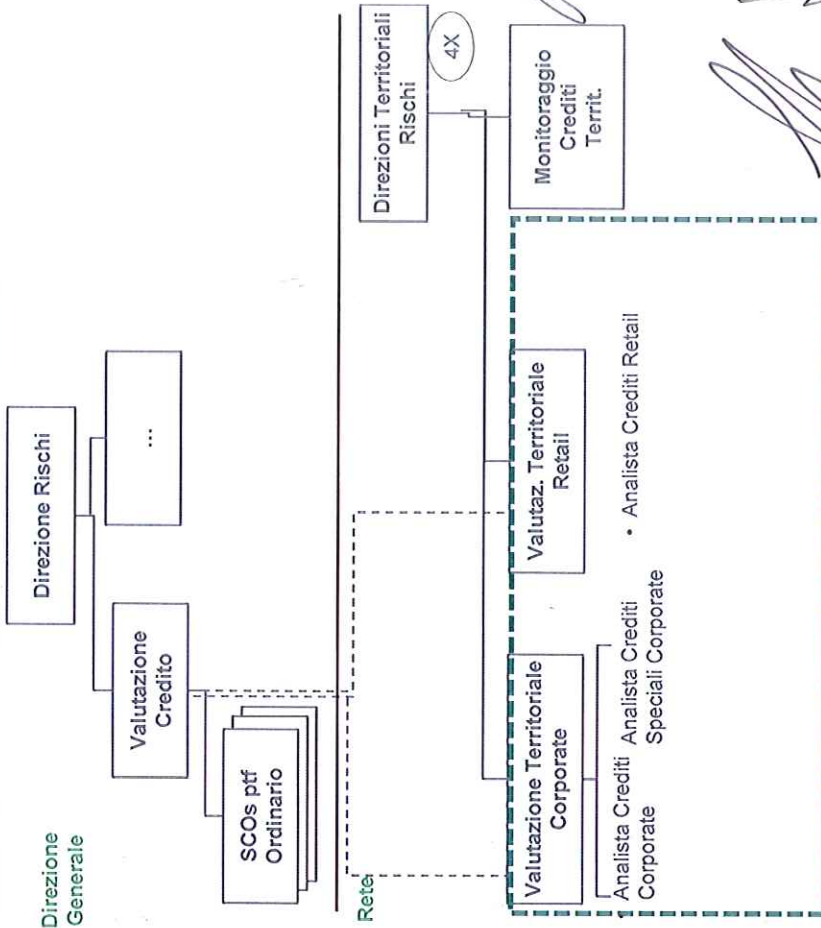 Direzione
Generale
Direzione Rischi
Valutazione
Credito
...
SCOs ptf
Ordinario
Rete
Direzioni Territoriali
Rischi
4X
Valutazione Territoriale
Corporate
Valutaz. Territoriale
Retail
Monitoraggio
Crediti
Territ.
Analista Crediti
Corporate
Analista Crediti
Speciali Corporate
• Analista Crediti Retail